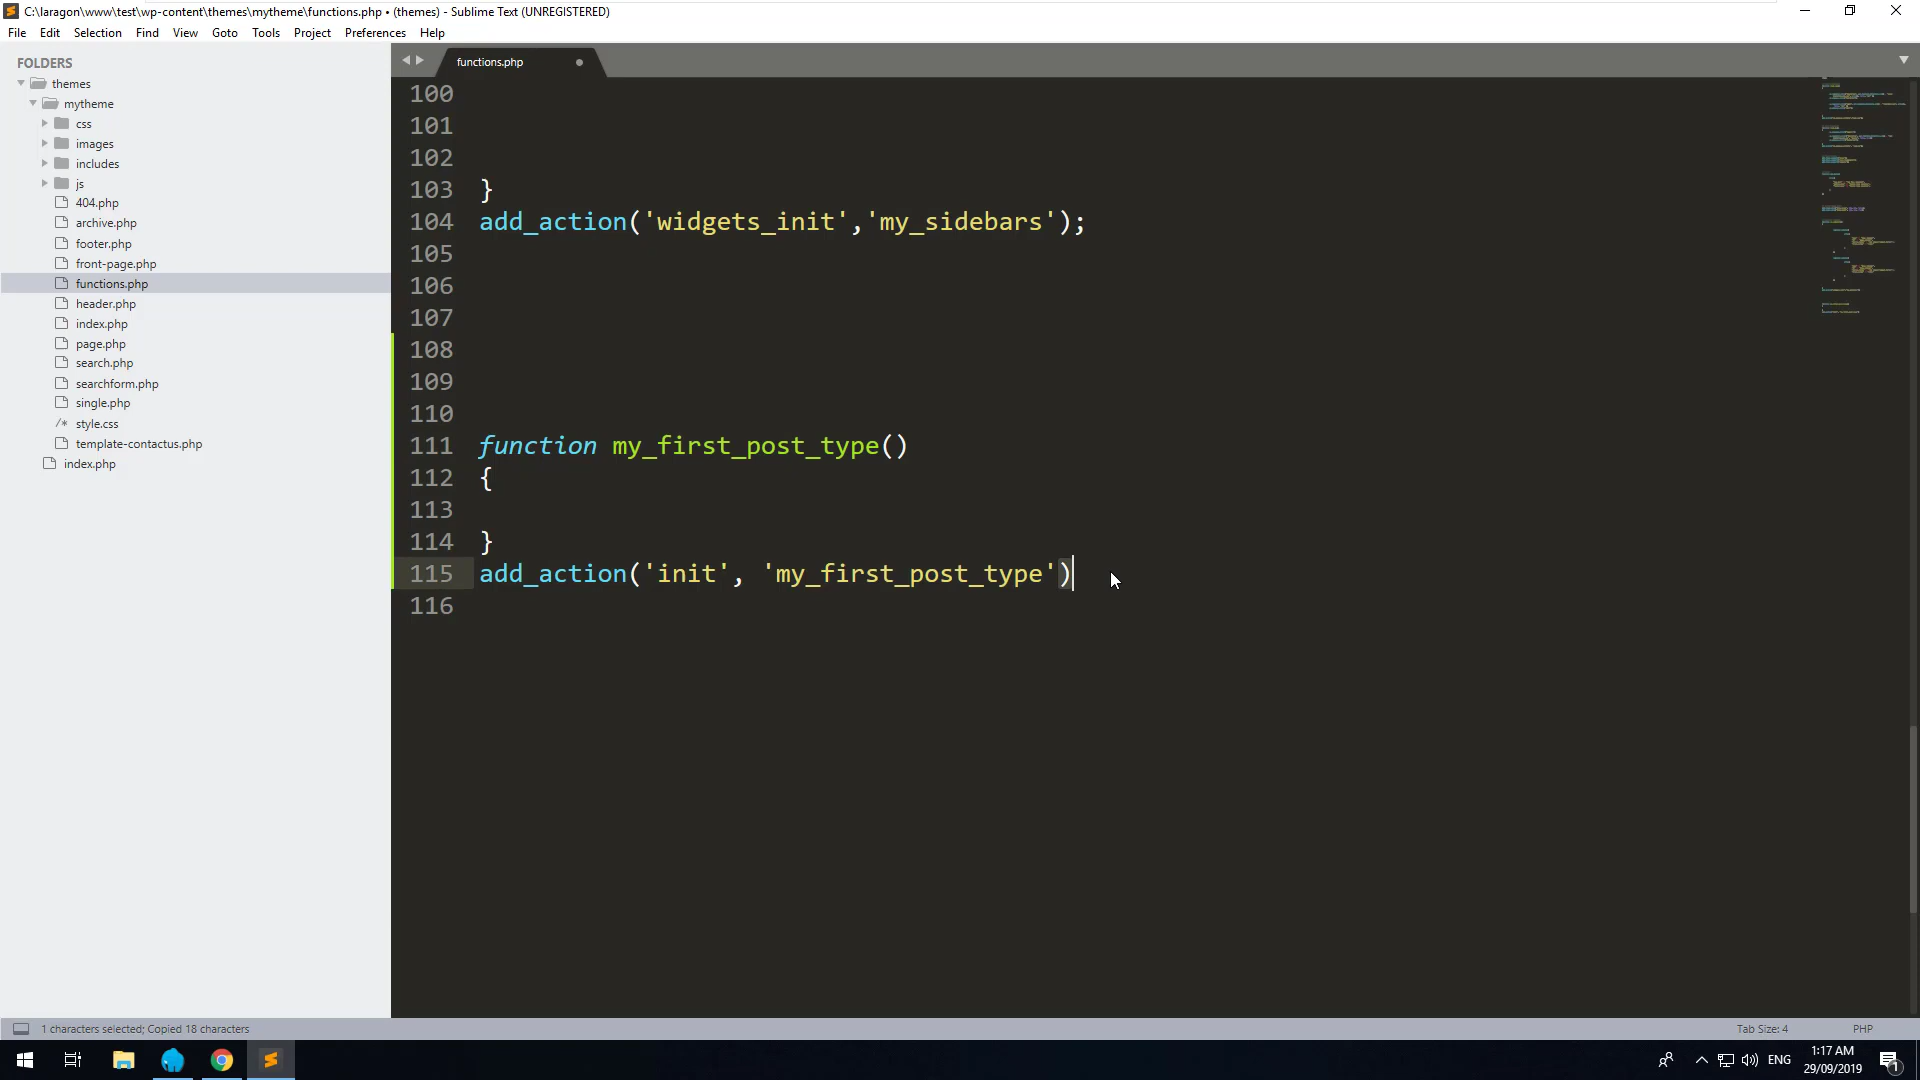 C:\laragon\www\test\wp-content\themes\mytheme\functions.php • (themes) - Sublime Text (UNREGISTERED)
File Edit Selection Find View Goto Tools Project Preferences Help
FOLDERS
themes
mytheme
css
images
includes
js
404.php
archive.php
footer.php
front-page.php
functions.php
header.php
index.php
page.php
search.php
searchform.php
single.php
/* style.css
template-contactus.php
index.php
functions.php
100
101
102
103 }
104 add_action('widgets_init','my_sidebars');
105
106
107
108
109
110
111 function my_first_post_type()
112 {
113
114 }
115 add_action('init', 'my_first_post_type')
116
1 characters selected; Copied 18 characters
Tab Size: 4
PHP
ENG
1:17 AM
29/09/2019
1